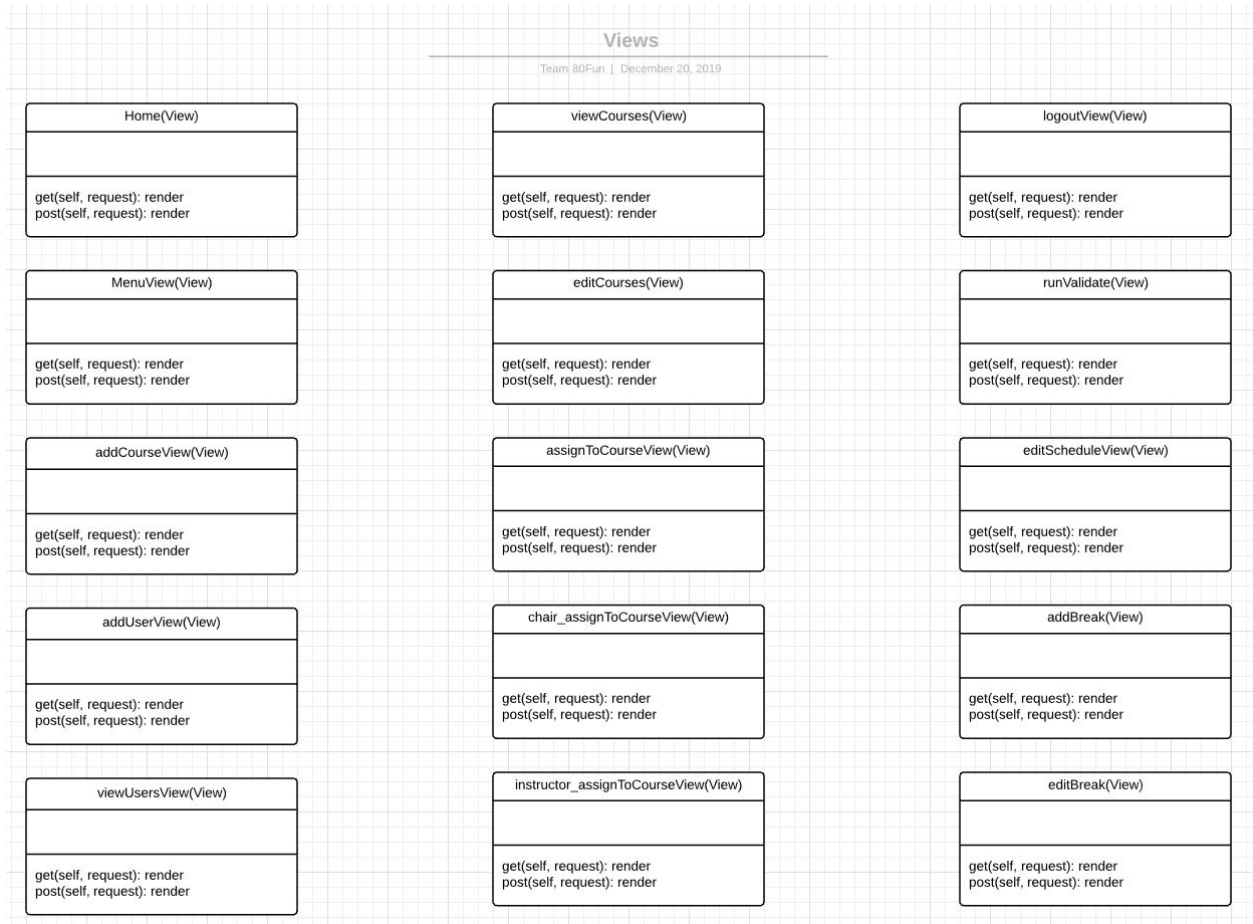 Views
Team 80Fun | December 20, 2019
Home(View)
get(self, request): render
post(self, request): render
viewCourses(View)
get(self, request): render
post(self, request): render
logoutView(View)
get(self, request): render
post(self, request): render
MenuView(View)
get(self, request): render
post(self, request): render
editCourses(View)
get(self, request): render
post(self, request): render
runValidate(View)
get(self, request): render
post(self, request): render
addCourseView(View)
get(self, request): render
post(self, request): render
assignToCourseView(View)
get(self, request): render
post(self, request): render
editScheduleView(View)
get(self, request): render
post(self, request): render
addUserView(View)
get(self, request): render
post(self, request): render
chair_assignToCourseView(View)
get(self, request): render
post(self, request): render
addBreak(View)
get(self, request): render
post(self, request): render
viewUsersView(View)
get(self, request): render
post(self, request): render
instructor_assignToCourseView(View)
get(self, request): render
post(self, request): render
editBreak(View)
get(self, request): render
post(self, request): render